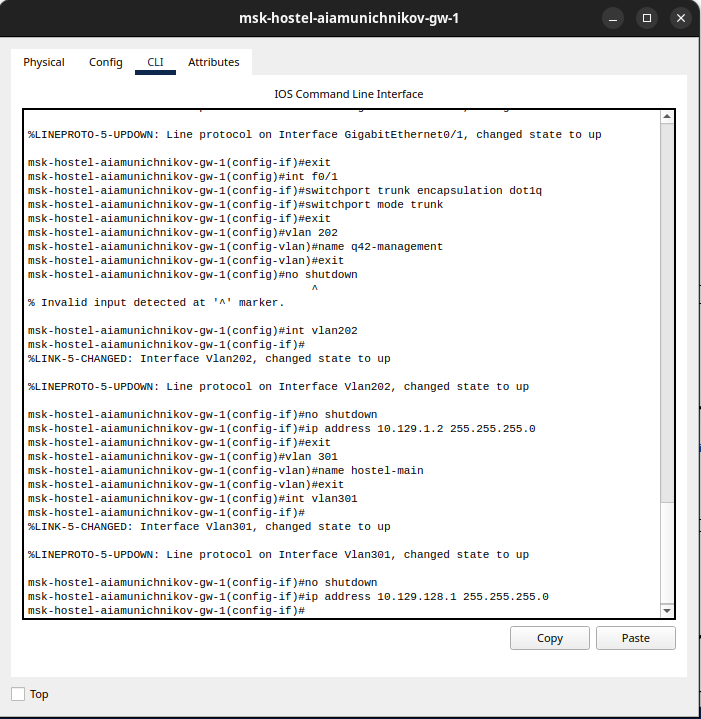 msk-hostel-aiamunichnikov-gw-1
Physical Config CLI Attributes
IOS Command Line Interface
%LINEPROTO-5-UPDOWN: Line protocol on Interface GigabitEthernet0/1, changed state to up
msk-hostel-aiamunichnikov-gw-1(config-if)#exit
msk-hostel-aiamunichnikov-gw-1(config)#int f0/1
msk-hostel-aiamunichnikov-gw-1(config-if)#switchport trunk encapsulation dot1q
msk-hostel-aiamunichnikov-gw-1(config-if)#switchport mode trunk
msk-hostel-aiamunichnikov-gw-1(config-if)#exit
msk-hostel-aiamunichnikov-gw-1(config)#vlan 202
msk-hostel-aiamunichnikov-gw-1(config-vlan)#name q42-management
msk-hostel-aiamunichnikov-gw-1(config-vlan)#exit
msk-hostel-aiamunichnikov-gw-1(config)#no shutdown
^
% Invalid input detected at '^' marker.
msk-hostel-aiamunichnikov-gw-1(config)#int vlan202
msk-hostel-aiamunichnikov-gw-1(config-if)#
%LINK-5-CHANGED: Interface Vlan202, changed state to up
%LINEPROTO-5-UPDOWN: Line protocol on Interface Vlan202, changed state to up
msk-hostel-aiamunichnikov-gw-1(config-if)#no shutdown
msk-hostel-aiamunichnikov-gw-1(config-if)#ip address 10.129.1.2 255.255.255.0
msk-hostel-aiamunichnikov-gw-1(config-if)#exit
msk-hostel-aiamunichnikov-gw-1(config)#vlan 301
msk-hostel-aiamunichnikov-gw-1(config-vlan)#name hostel-main
msk-hostel-aiamunichnikov-gw-1(config-vlan)#exit
msk-hostel-aiamunichnikov-gw-1(config)#int vlan301
msk-hostel-aiamunichnikov-gw-1(config-if)#
%LINK-5-CHANGED: Interface Vlan301, changed state to up
%LINEPROTO-5-UPDOWN: Line protocol on Interface Vlan301, changed state to up
msk-hostel-aiamunichnikov-gw-1(config-if)#no shutdown
msk-hostel-aiamunichnikov-gw-1(config-if)#ip address 10.129.128.1 255.255.255.0
msk-hostel-aiamunichnikov-gw-1(config-if)#
Copy Paste
Top